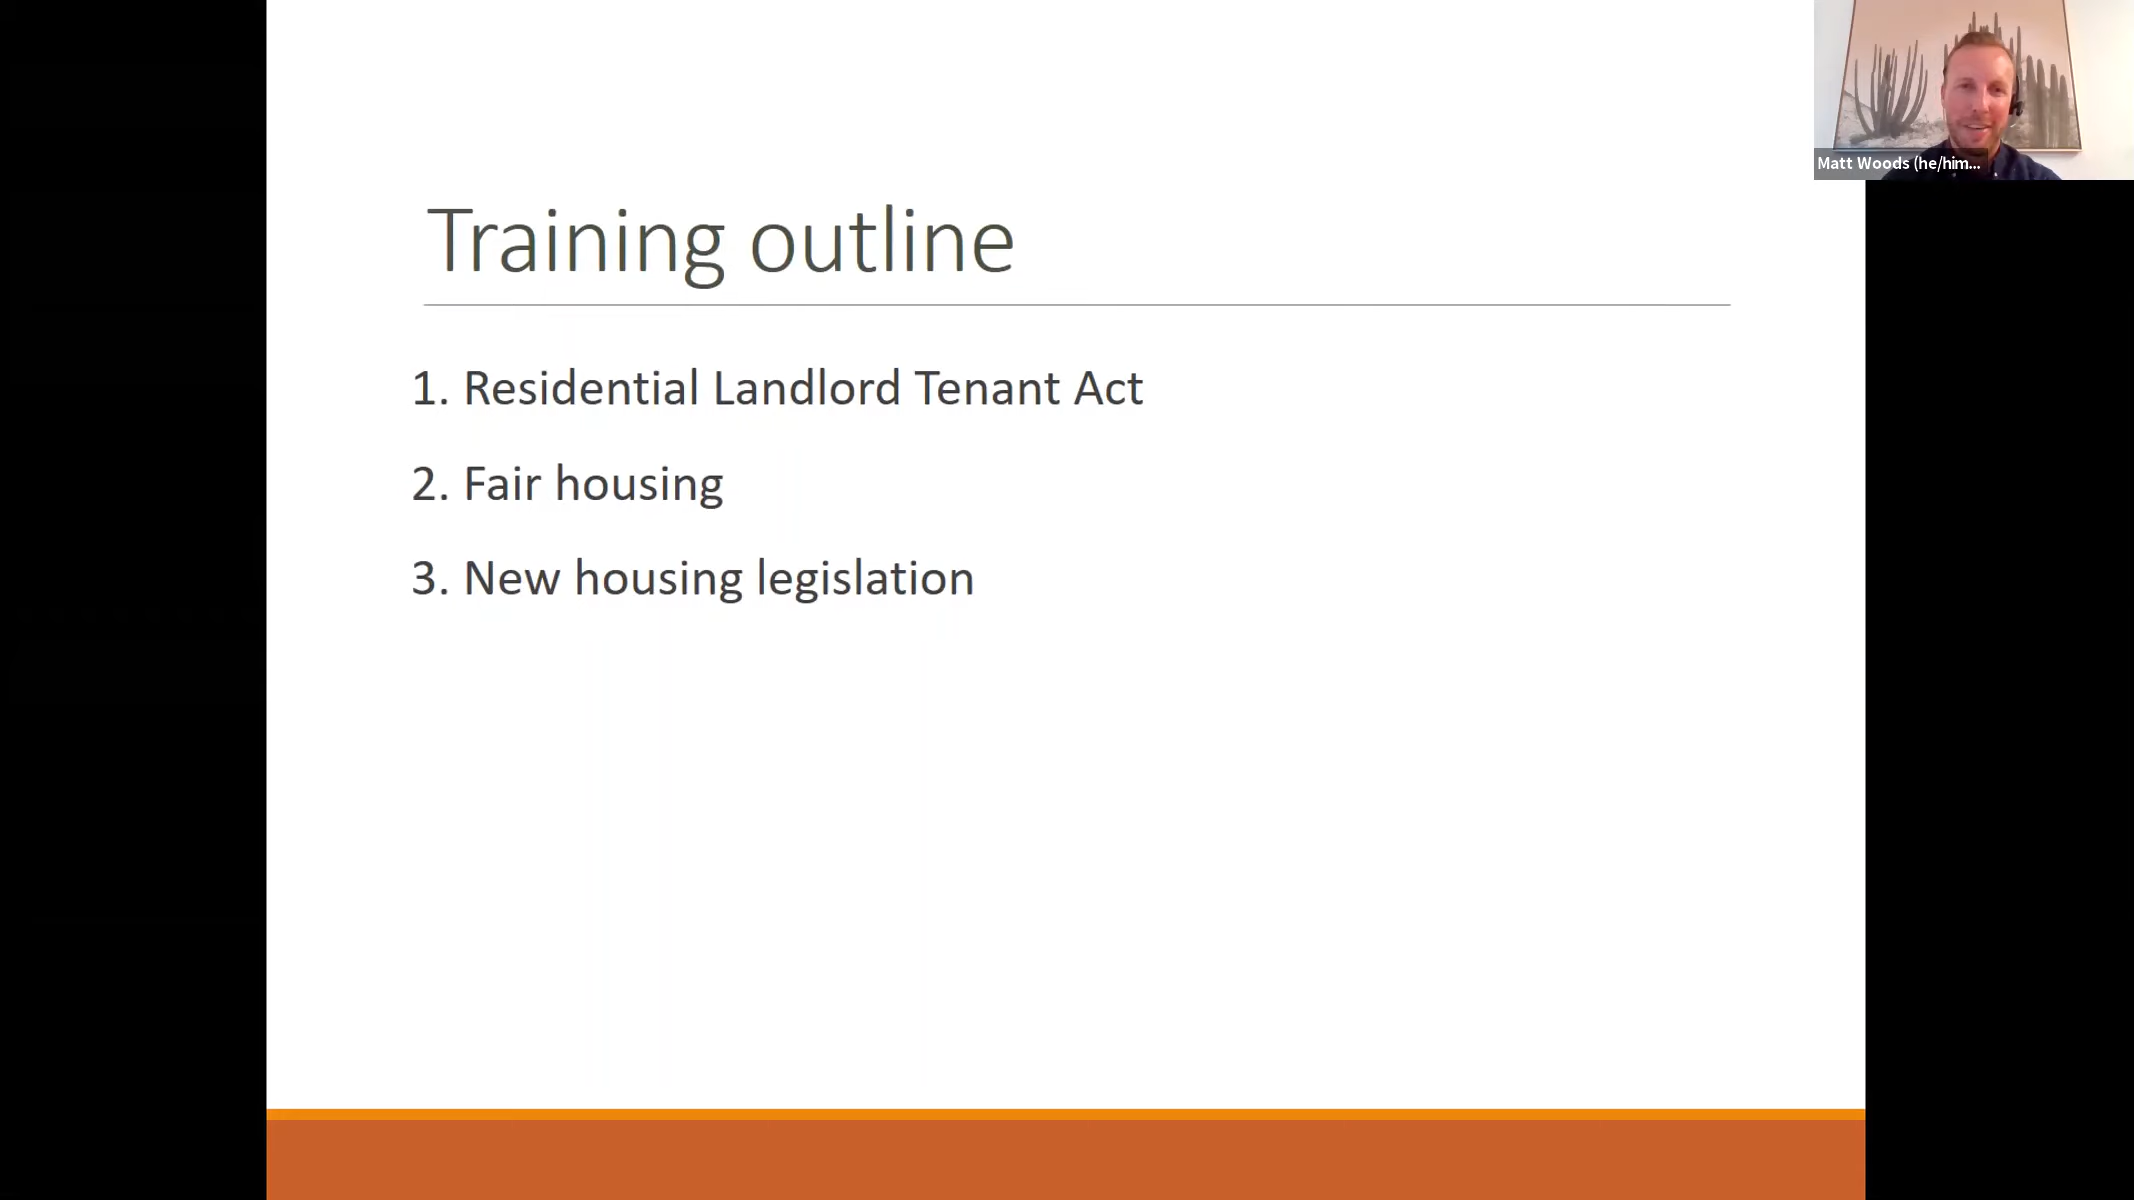 Training outline
1. Residential Landlord Tenant Act
2. Fair housing
3. New housing legislation
Matt Woods (he/him...